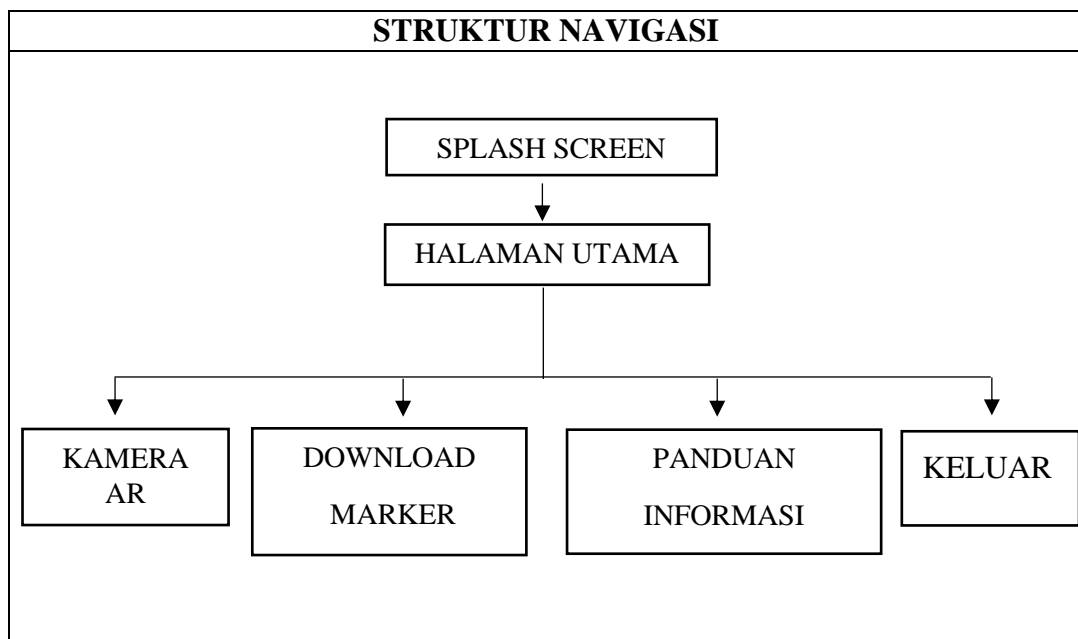 STRUKTUR NAVIGASI
SPLASH SCREEN
HALAMAN UTAMA
KAMERA
AR
DOWNLOAD
MARKER
PANDUAN
INFORMASI
KELUAR